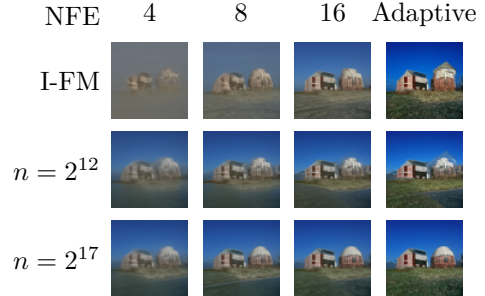 NFE 4 8 16 Adaptive
I-FM
n = 2^12
n = 2^17